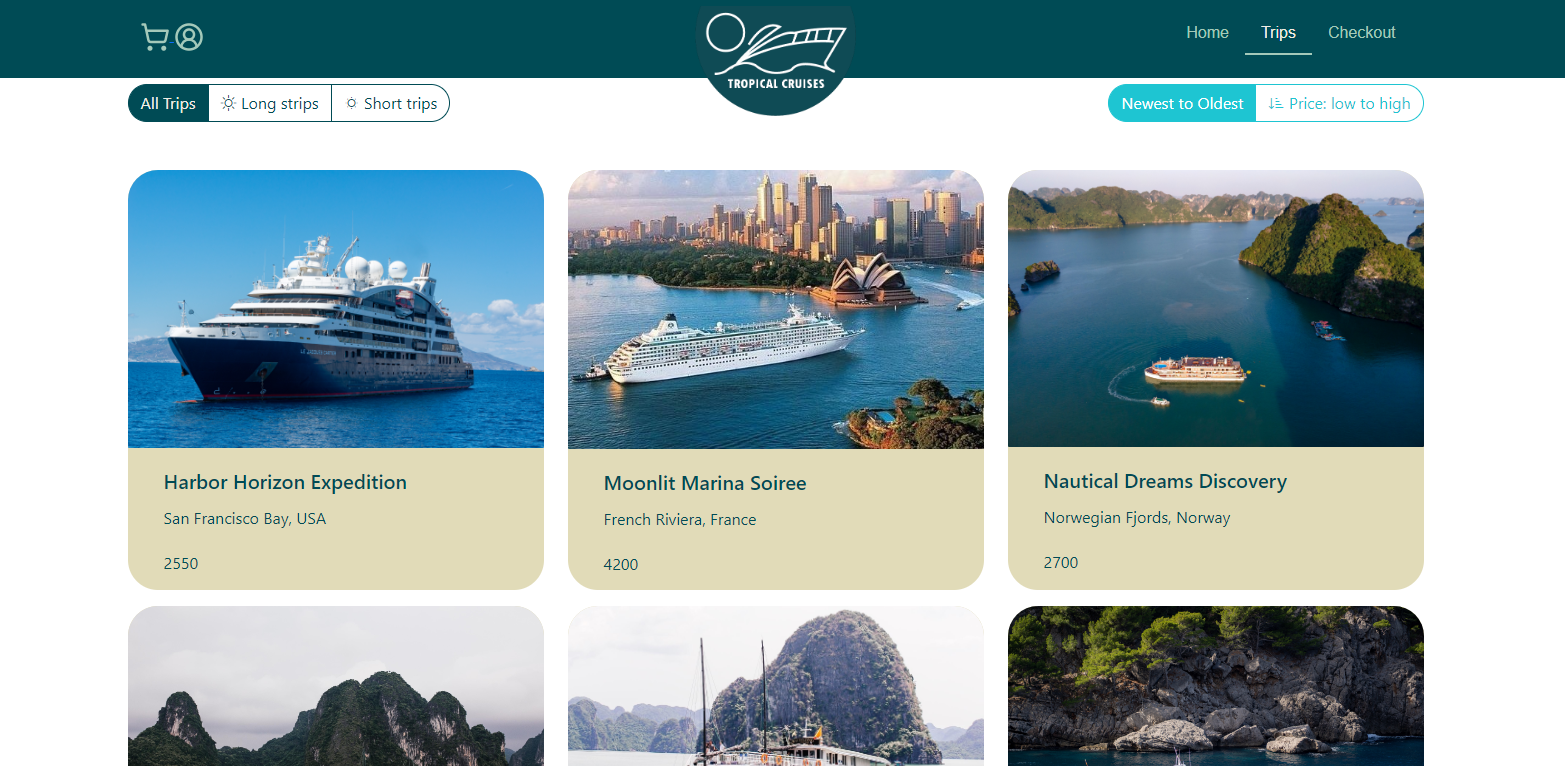 TROPICAL CRUISES
Home
Trips
Checkout
All Trips
Long strips
Short trips
Newest to Oldest
Price: low to high
Harbor Horizon Expedition
San Francisco Bay, USA
2550
Moonlit Marina Soiree
French Riviera, France
4200
Nautical Dreams Discovery
Norwegian Fjords, Norway
2700